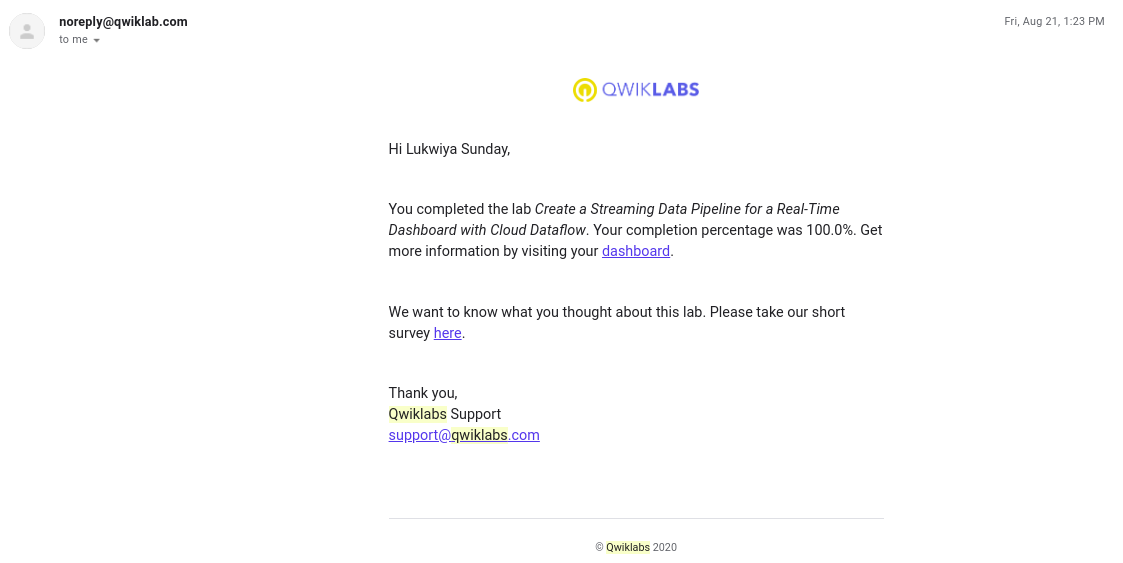 noreply@qwiklab.com
Fri, Aug 21, 1:23 PM
to me
QWIKLABS
Hi Lukwiya Sunday,
You completed the lab Create a Streaming Data Pipeline for a Real-Time
Dashboard with Cloud Dataflow. Your completion percentage was 100.0%. Get
more information by visiting your dashboard.
We want to know what you thought about this lab. Please take our short
survey here.
Thank you,
Qwiklabs Support
support@qwiklabs.com
© Qwiklabs 2020